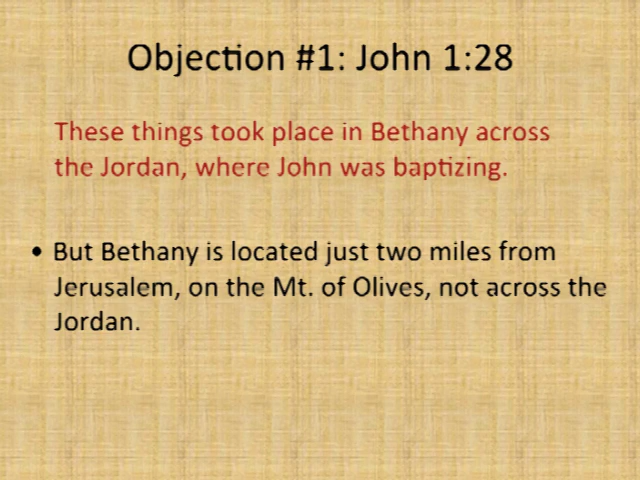 Objection #1: John 1:28
These things took place in Bethany across
the Jordan, where John was baptizing.
• But Bethany is located just two miles from
Jerusalem, on the Mt. of Olives, not across the
Jordan.